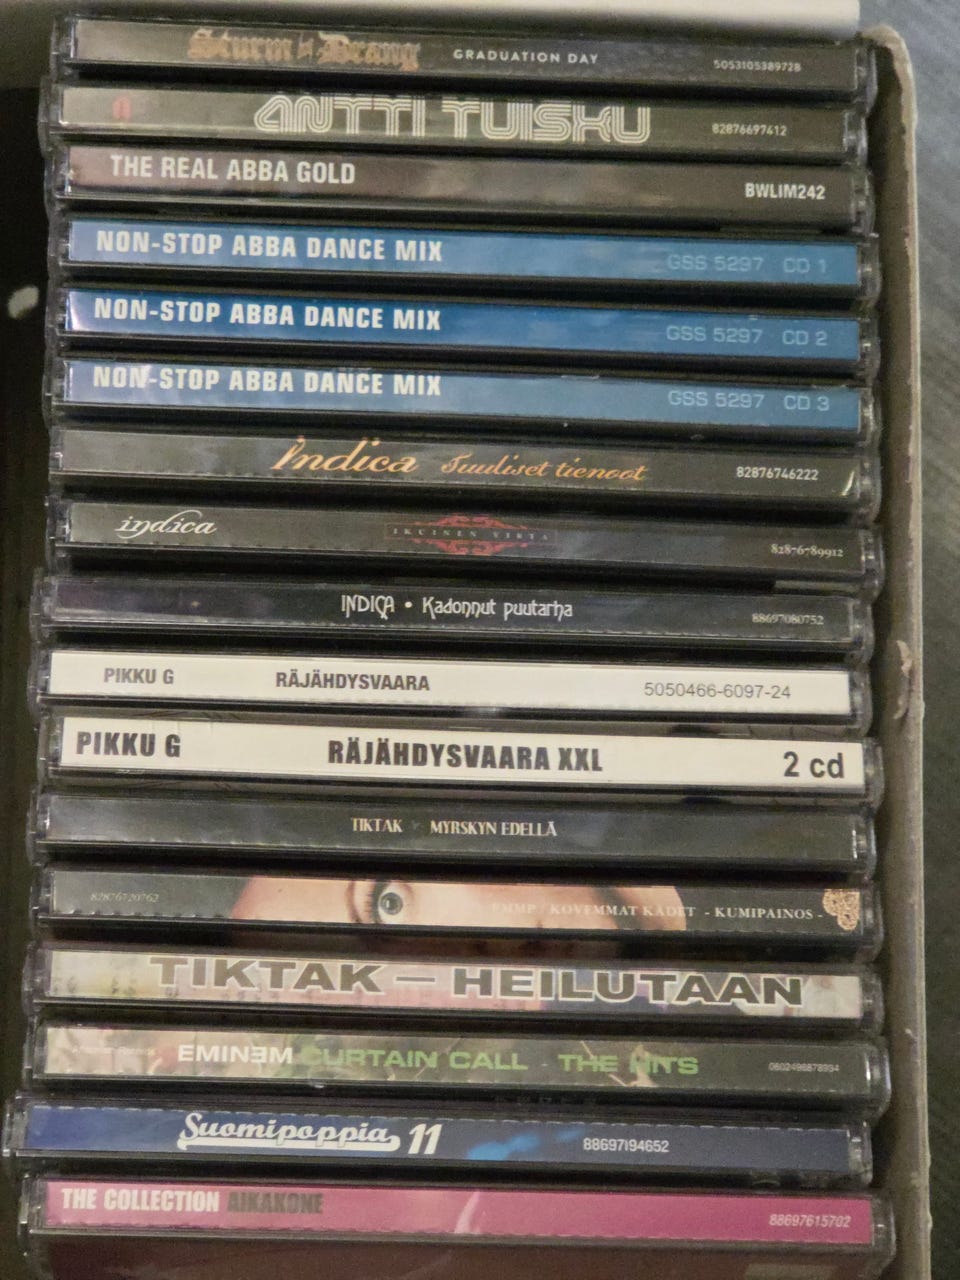 Sturm und Drang GRADUATION DAY 5053105389728
ANTTI TUISKU 82876697412
THE REAL ABBA GOLD BWLIM242
NON-STOP ABBA DANCE MIX GSS 5297 CD 1
NON-STOP ABBA DANCE MIX GSS 5297 CD 2
NON-STOP ABBA DANCE MIX GSS 5297 CD 3
Indica Tuuliset tienoot 82876746222
indica IKUINEN VIRTA 82876789912
INDICA • Kadonnut puutarha 88697080752
PIKKU G RÄJÄHDYSVAARA 5050466-6097-24
PIKKU G RÄJÄHDYSVAARA XXL 2 cd
TIKTAK MYRSKYN EDELLÄ
82876720762 PMMP / KOVEMMAT KÄDET - KUMIPAINOS -
TIKTAK – HEILUTAAN
EMINEM CURTAIN CALL - THE HITS 0602498878934
Suomipoppia 11 88697194652
THE COLLECTION AIKAKONE 88697615702